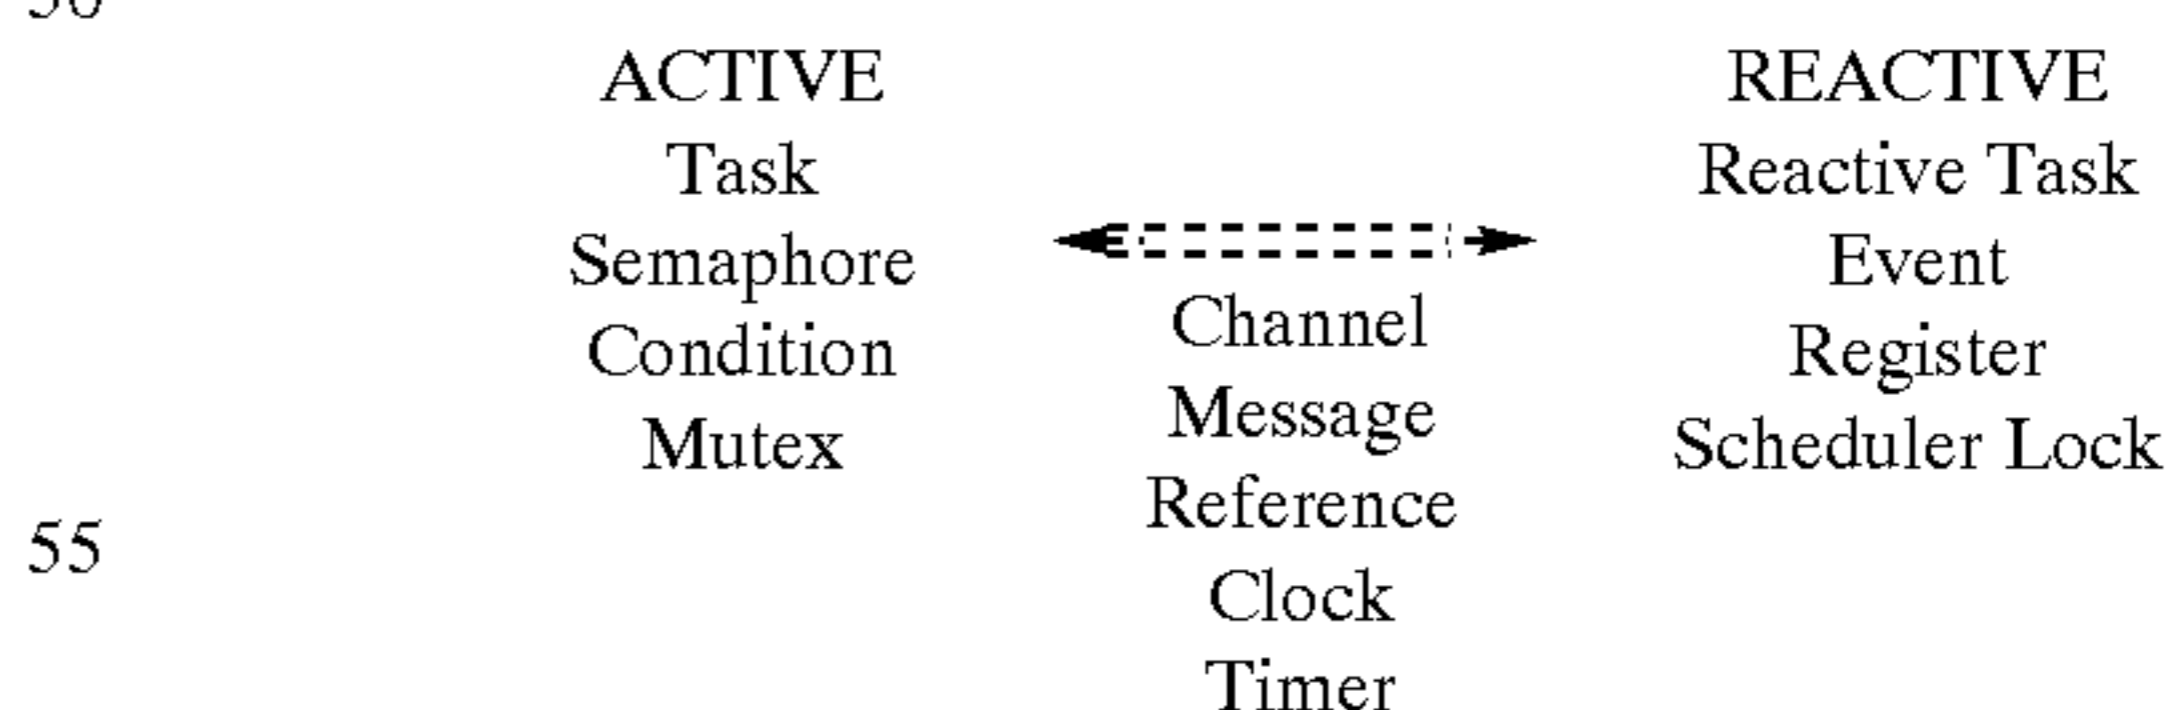 ACTIVE
Task
Semaphore
Condition
Mutex
Channel
Message
Reference
Clock
Timer
REACTIVE
Reactive Task
Event
Register
Scheduler Lock
55